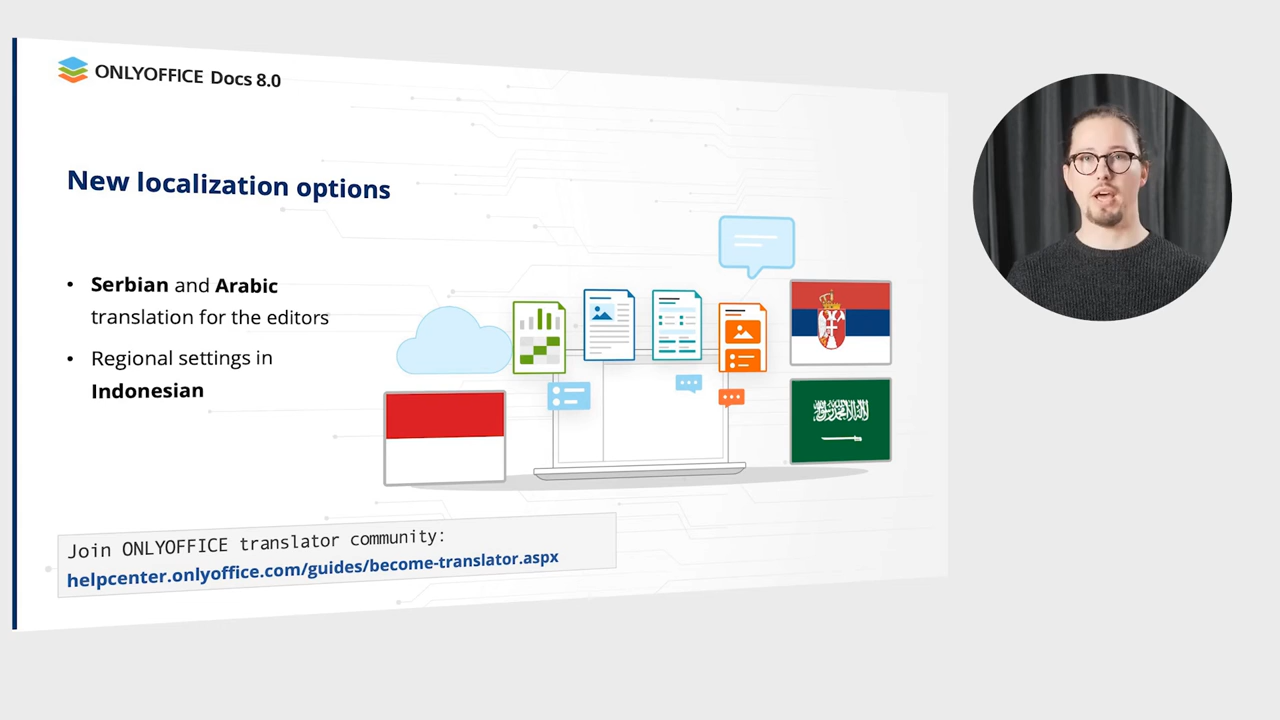 ONLYOFFICE Docs 8.0
New localization options
• Serbian and Arabic
translation for the editors
• Regional settings in
Indonesian
Join ONLYOFFICE translator community:
helpcenter.onlyoffice.com/guides/become-translator.aspx